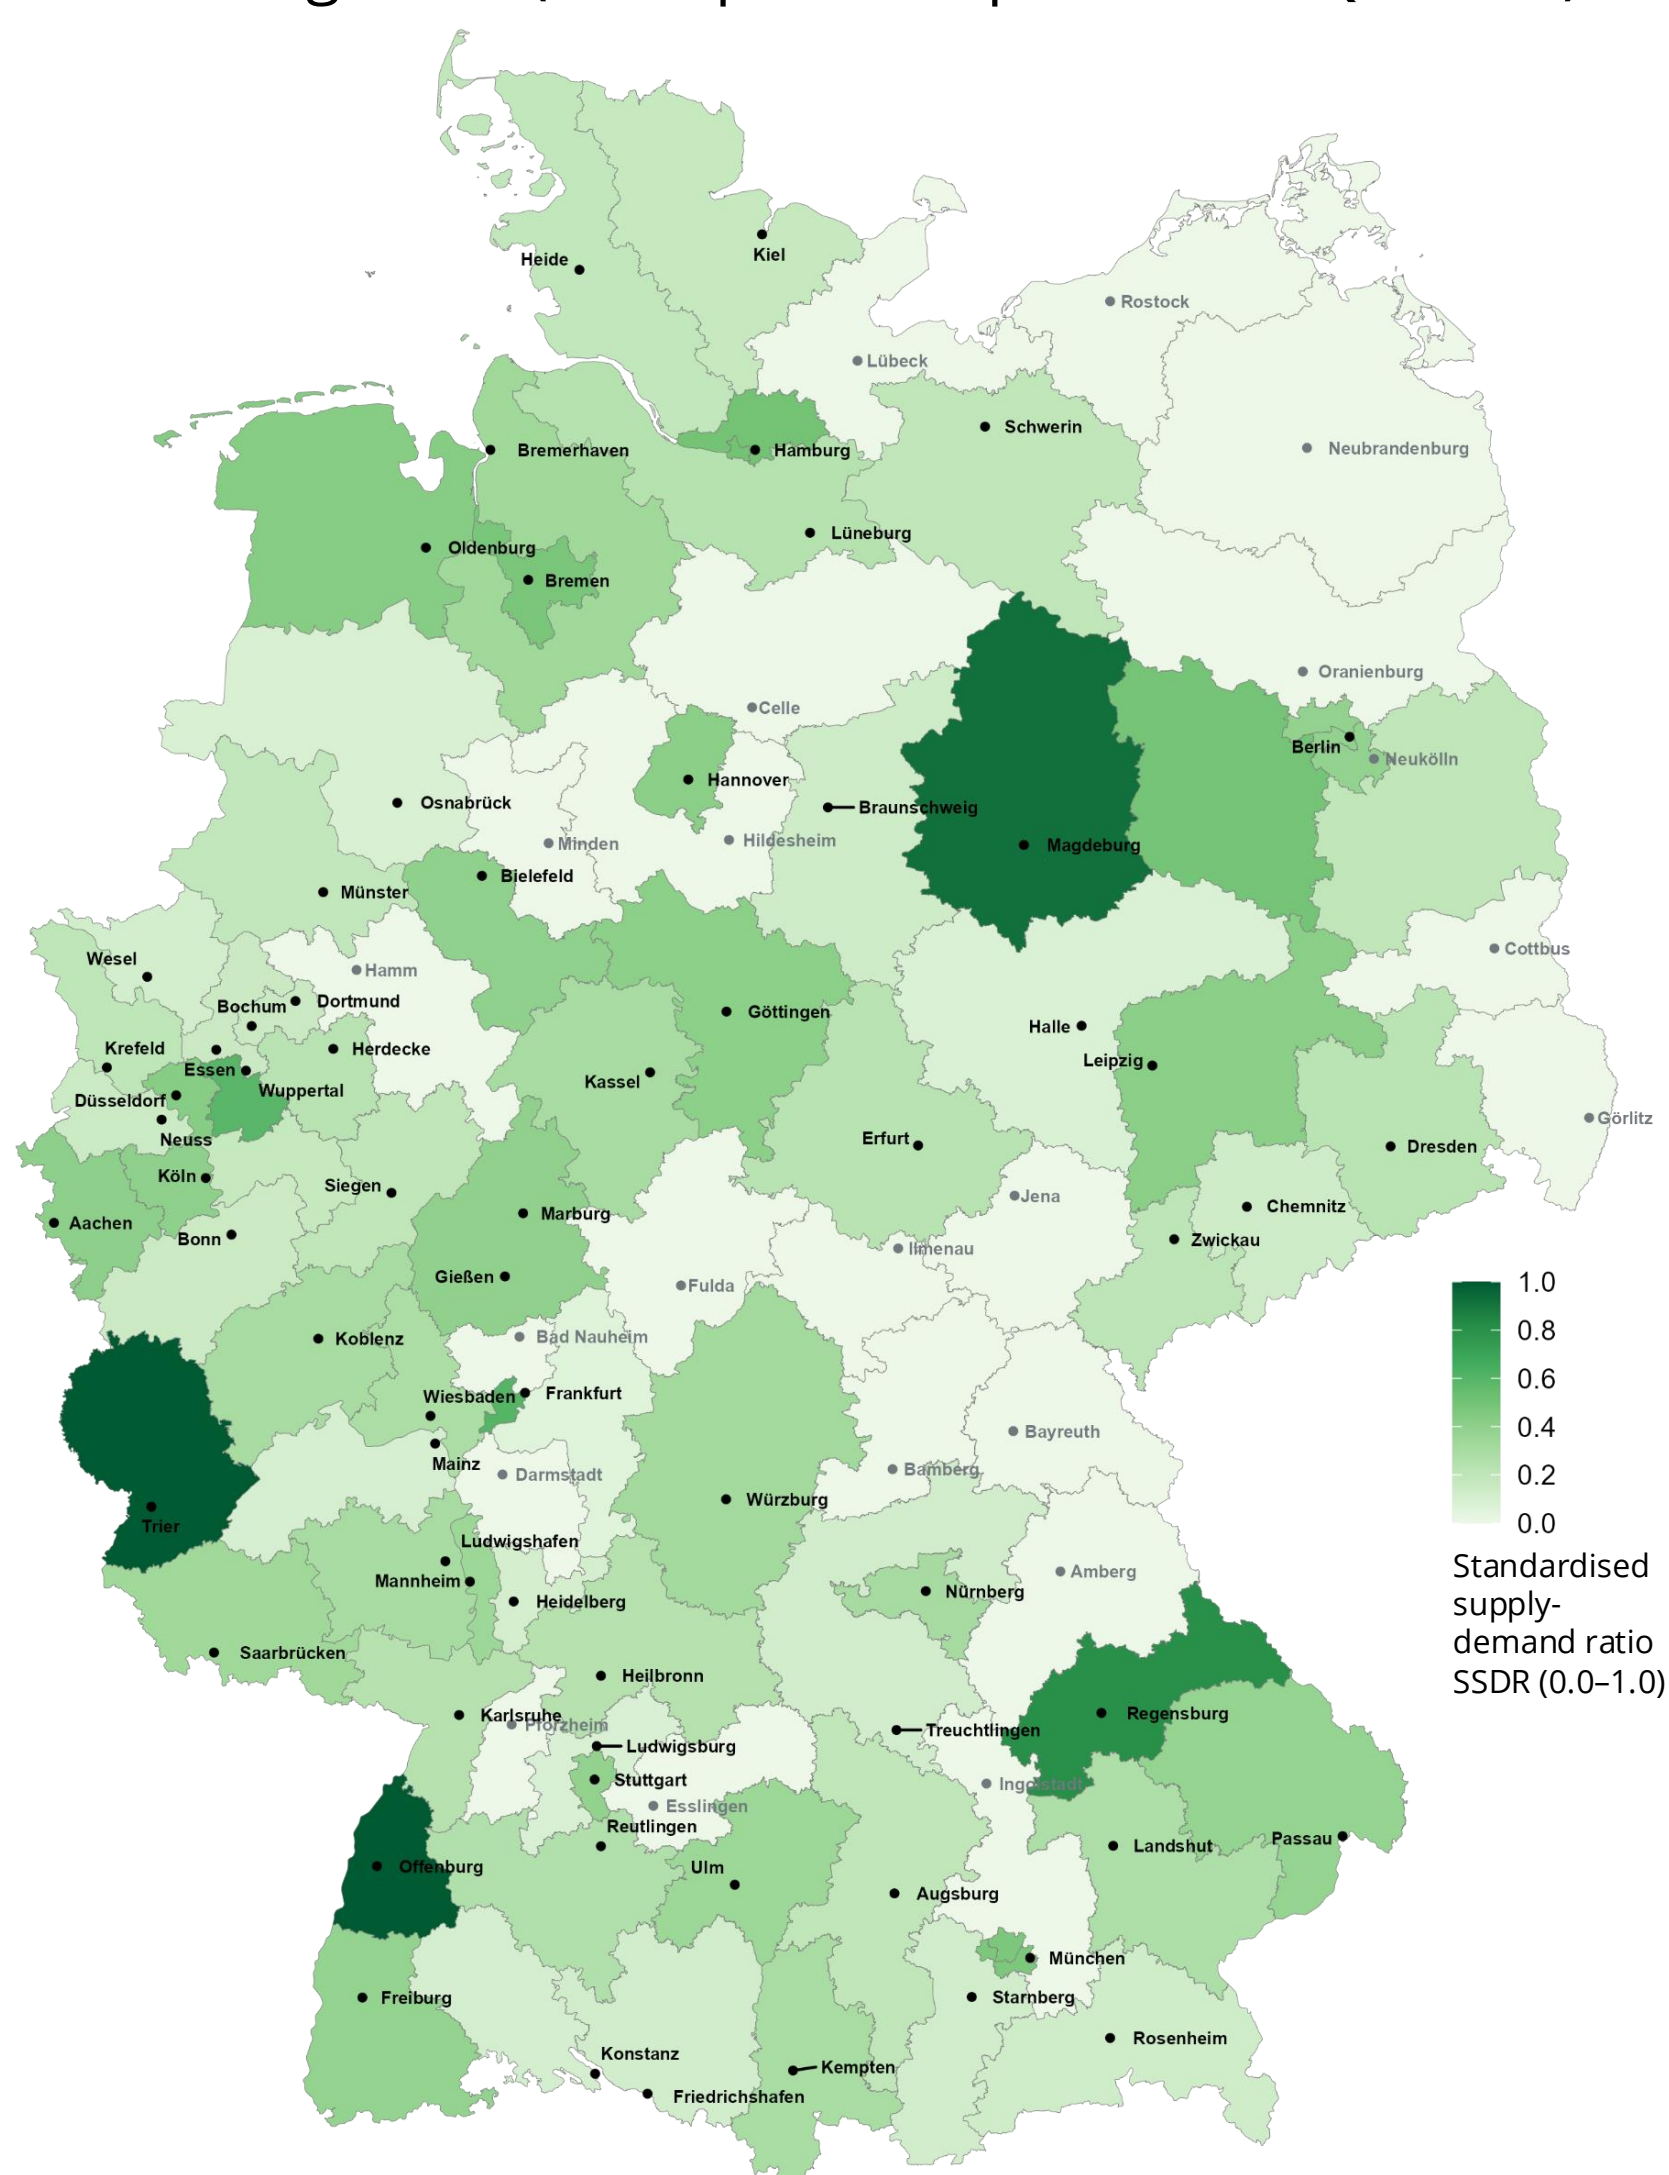 Kiel
Heide
Rostock
Lübeck
Schwerin
Neubrandenburg
Bremerhaven
Hamburg
Lüneburg
Oldenburg
Bremen
Oranienburg
Celle
Berlin
Neukölln
Hannover
Osnabrück
Braunschweig
Minden
Hildesheim
Magdeburg
Bielefeld
Münster
Wesel
Hamm
Cottbus
Bochum
Dortmund
Göttingen
Halle
Krefeld
Herdecke
Essen
Leipzig
Kassel
Wuppertal
Düsseldorf
Görlitz
Neuss
Erfurt
Dresden
Köln
Siegen
Jena
Chemnitz
Aachen
Marburg
Bonn
Zwickau
Ilmenau
Gießen
Fulda
1.0
Koblenz
Bad Nauheim
0.8
0.6
Wiesbaden
Frankfurt
0.4
Bayreuth
Mainz
Darmstadt
Bamberg
0.2
Würzburg
Trier
0.0
Ludwigshafen
Standardised
supply-
demand ratio
SSDR (0.0–1.0)
Amberg
Mannheim
Nürnberg
Heidelberg
Saarbrücken
Heilbronn
Karlsruhe
Pforzheim
Regensburg
Treuchtlingen
Ludwigsburg
Stuttgart
Ingolstadt
Esslingen
Reutlingen
Landshut
Passau
Offenburg
Ulm
Augsburg
München
Freiburg
Starnberg
Rosenheim
Konstanz
Kempten
Friedrichshafen